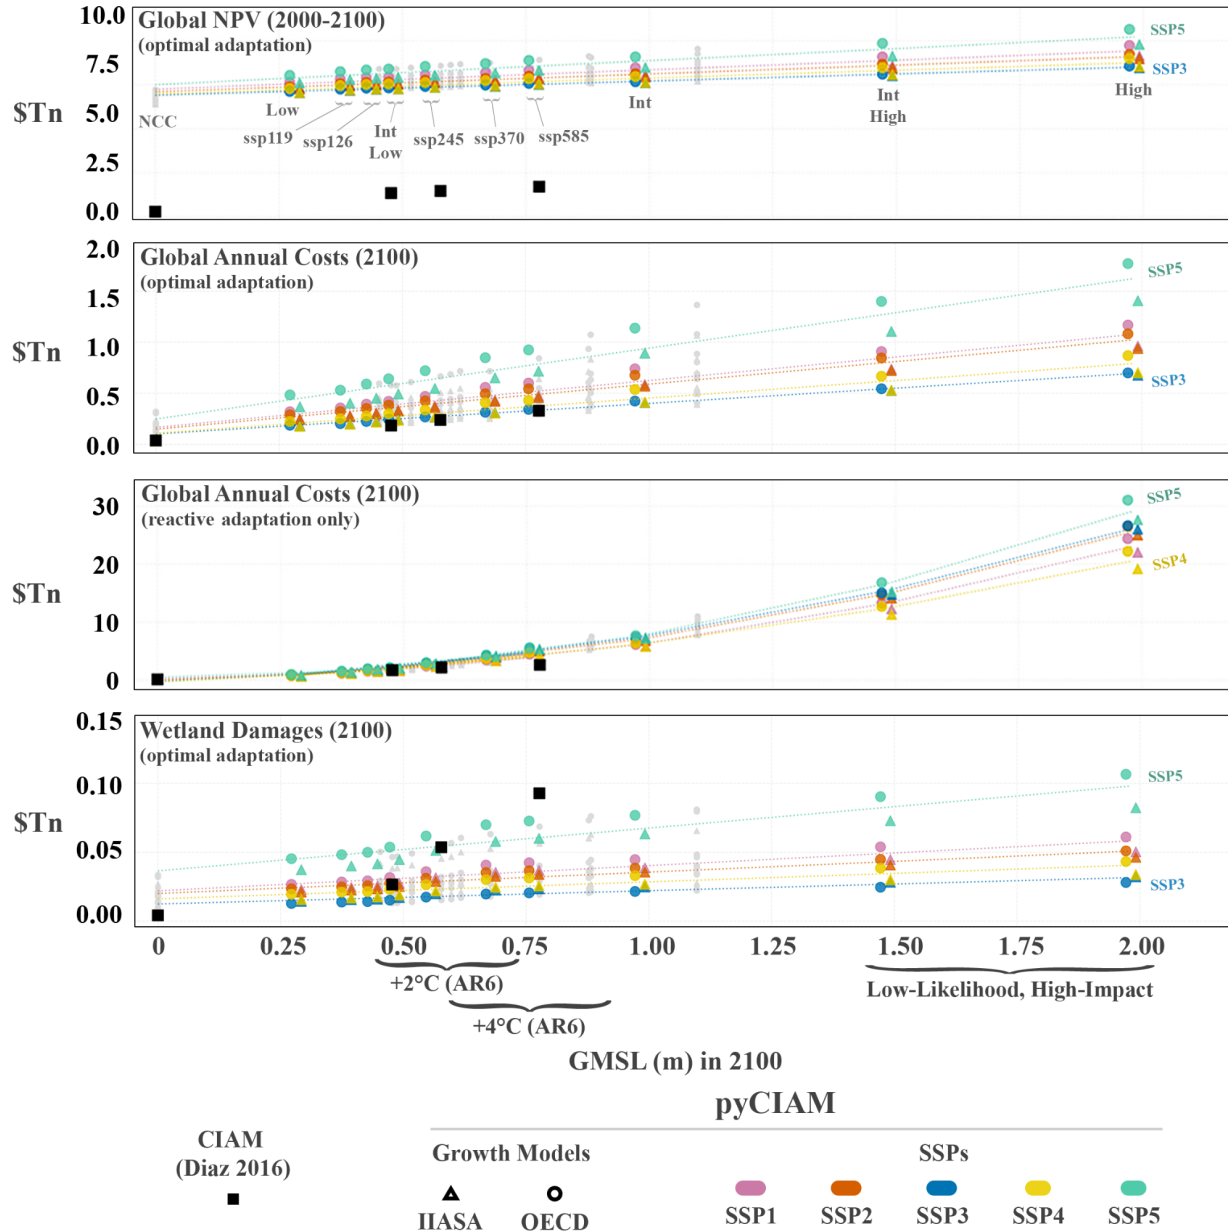 10.0
7.5
5.0
2.5
0.0
$Tn
Global NPV (2000-2100)
(optimal adaptation)
NCC
Low
ssp119
ssp126
Int
Low
ssp245
ssp370
ssp585
Int
Int
High
High
SSP5
SSP3
2.0
1.5
1.0
0.5
0.0
$Tn
Global Annual Costs (2100)
(optimal adaptation)
SSP5
SSP3
30
20
10
0
$Tn
Global Annual Costs (2100)
(reactive adaptation only)
SSP5
SSP4
0.15
0.10
0.05
0.00
$Tn
Wetland Damages (2100)
(optimal adaptation)
SSP5
SSP3
0 0.25 0.50 0.75 1.00 1.25 1.50 1.75 2.00
+2°C (AR6)
+4°C (AR6)
Low-Likelihood, High-Impact
GMSL (m) in 2100
pyCIAM
CIAM
(Diaz 2016)
Growth Models
IIASA OECD
SSPs
SSP1 SSP2 SSP3 SSP4 SSP5